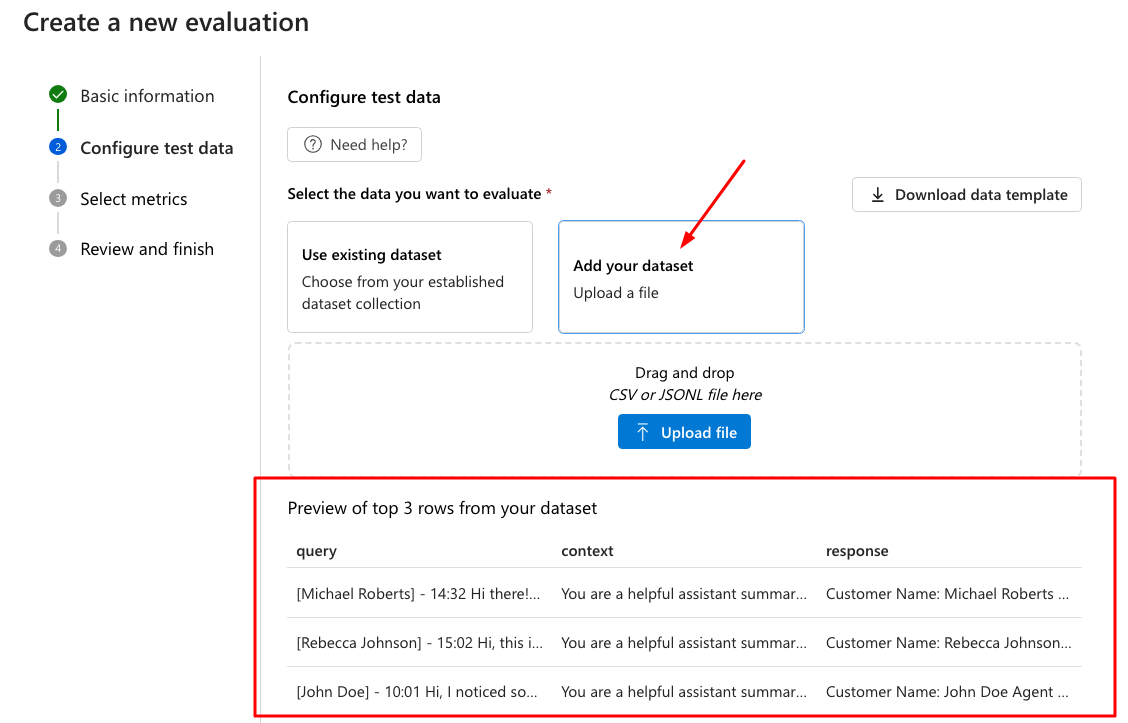 Create a new evaluation
Basic information
2 Configure test data
3 Select metrics
4 Review and finish
Configure test data
? Need help?
Select the data you want to evaluate *
Download data template
Use existing dataset
Choose from your established
dataset collection
Add your dataset
Upload a file
Drag and drop
CSV or JSONL file here
Upload file
Preview of top 3 rows from your dataset
query context response
[Michael Roberts] - 14:32 Hi there!... You are a helpful assistant summar... Customer Name: Michael Roberts ...
[Rebecca Johnson] - 15:02 Hi, this i... You are a helpful assistant summar... Customer Name: Rebecca Johnson...
[John Doe] - 10:01 Hi, I noticed so... You are a helpful assistant summar... Customer Name: John Doe Agent ...